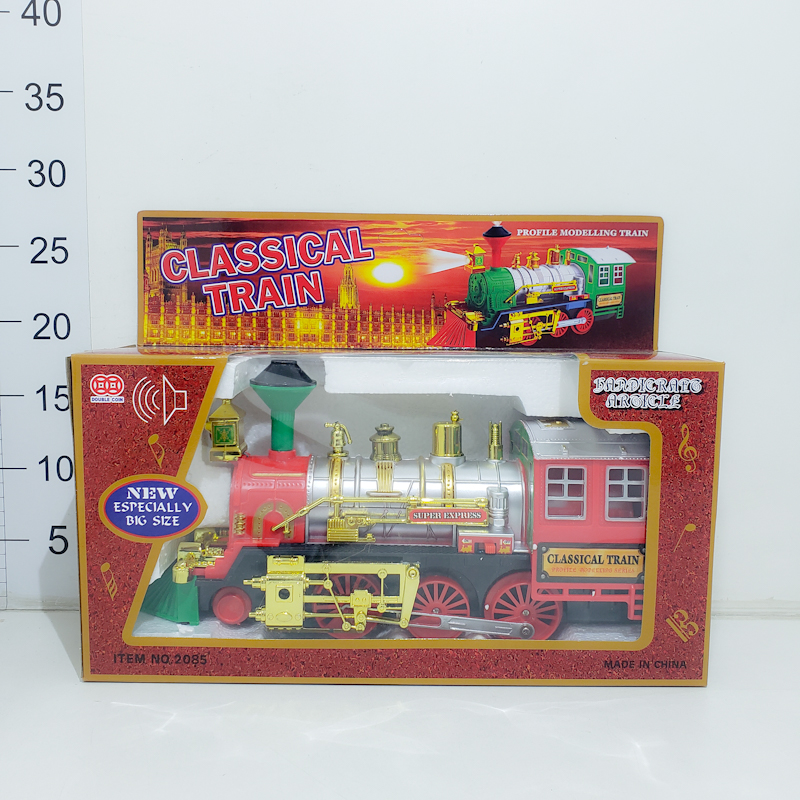 40
35
30
25
20
15
10
5
CLASSICAL
TRAIN
PROFILE MODELLING TRAIN
DOUBLE COIN
HANDICRAFT
ARTICLE
NEW
ESPECIALLY
BIG SIZE
SUPER EXPRESS
CLASSICAL TRAIN
ITEM NO.2085
MADE IN CHINA